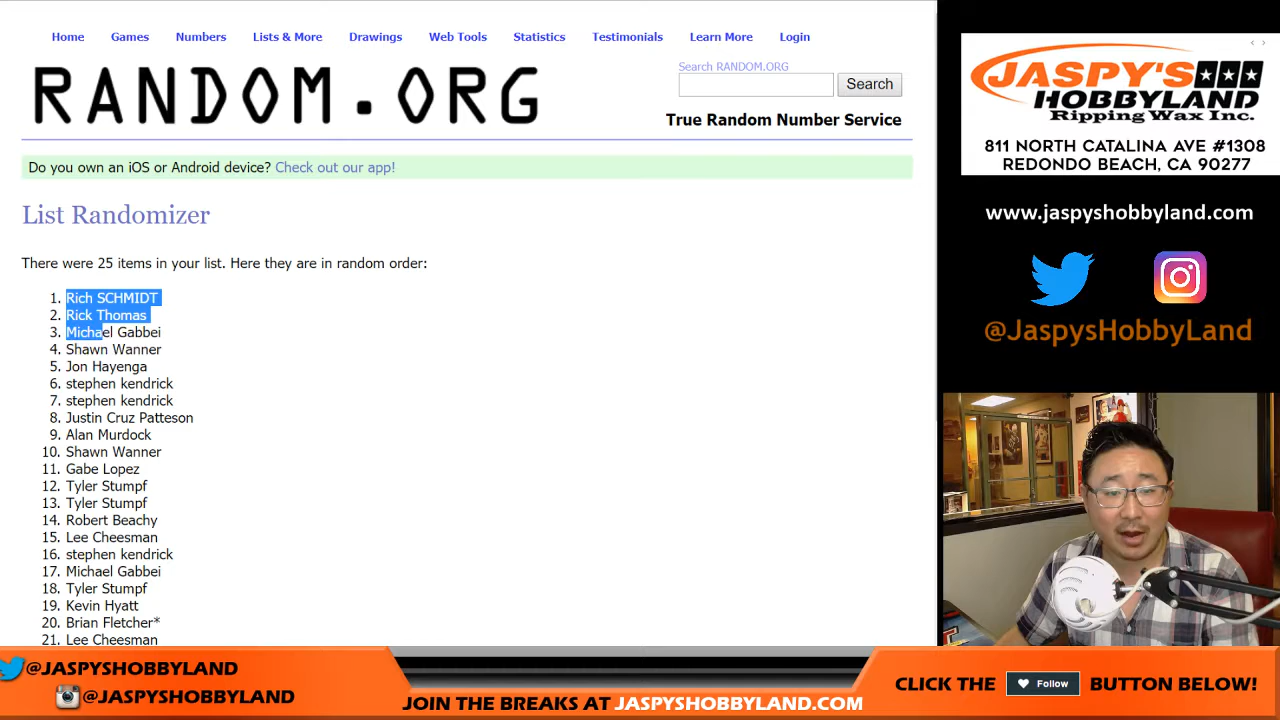 Home Games Numbers Lists & More Drawings Web Tools Statistics Testimonials Learn More Login
RANDOM.ORG
Search RANDOM.ORG
Search
True Random Number Service
Do you own an iOS or Android device? Check out our app!
List Randomizer
There were 25 items in your list. Here they are in random order:
1. Rich SCHMIDT
2. Rick Thomas
3. Michael Gabbei
4. Shawn Wanner
5. Jon Hayenga
6. stephen kendrick
7. stephen kendrick
8. Justin Cruz Patteson
9. Alan Murdock
10. Shawn Wanner
11. Gabe Lopez
12. Tyler Stumpf
13. Tyler Stumpf
14. Robert Beachy
15. Lee Cheesman
16. stephen kendrick
17. Michael Gabbei
18. Tyler Stumpf
19. Kevin Hyatt
20. Brian Fletcher*
21. Lee Cheesman
JASPY'S
HOBBYLAND
Ripping Wax Inc.
811 NORTH CATALINA AVE #1308
REDONDO BEACH, CA 90277
www.jaspyshobbyland.com
@JaspysHobbyLand
@JASPYSHOBBYLAND
@JASPYSHOBBYLAND
JOIN THE BREAKS AT JASPYSHOBBYLAND.COM
CLICK THE Follow BUTTON BELOW!